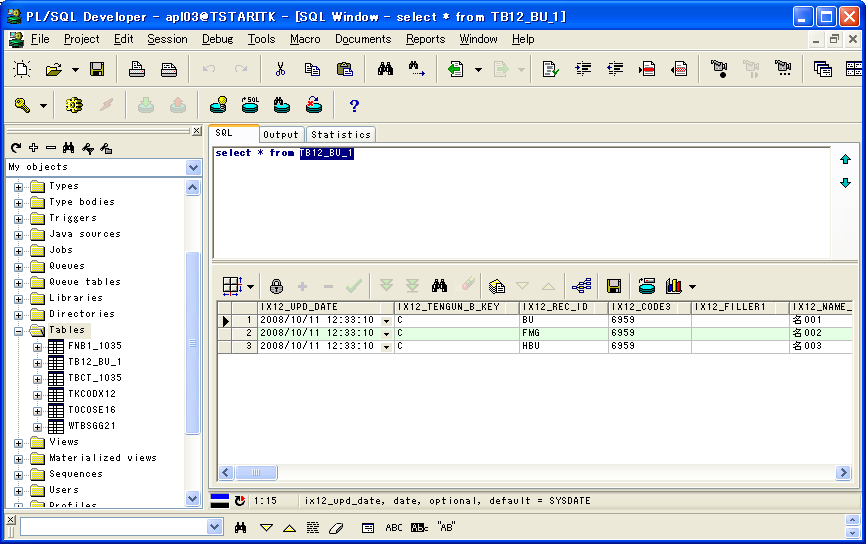 PL/SQL Developer - apl03@TSTARITK - [SQL Window - select * from TB12_BU_1]
File Project Edit Session Debug Tools Macro Documents Reports Window Help
SQL Output Statistics
select * from TB12_BU_1
My objects
Types
Type bodies
Triggers
Java sources
Jobs
Queues
Queue tables
Libraries
Directories
Tables
FNB1_1035
TB12_BU_1
TBCT_1035
TKCODX12
TOCOSE16
WTBSGG21
Views
Materialized views
Sequences
Users
Profiles
IX12_UPD_DATE IX12_TENGUN_B_KEY IX12_REC_ID IX12_CODE3 IX12_FILLER1 IX12_NAME_
1 2008/10/11 12:33:10 C BU 6959 名001
2 2008/10/11 12:33:10 C FMG 6959 名002
3 2008/10/11 12:33:10 C HBU 6959 名003
1:15 ix12_upd_date, date, optional, default = SYSDATE
ABC "AB"